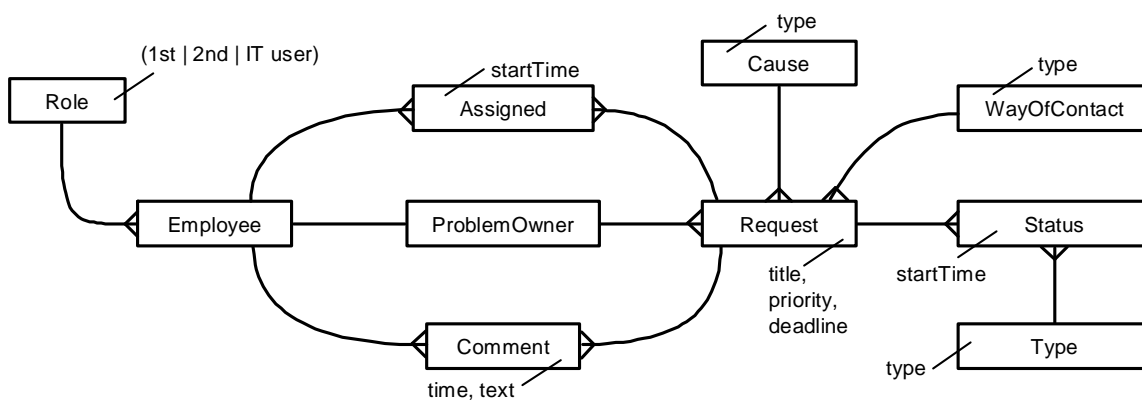 type
(1st | 2nd | IT user)
startTime
Cause
type
Role
Assigned
WayOfContact
Employee
ProblemOwner
Request
Status
title,
priority,
deadline
startTime
Comment
Type
time, text
type